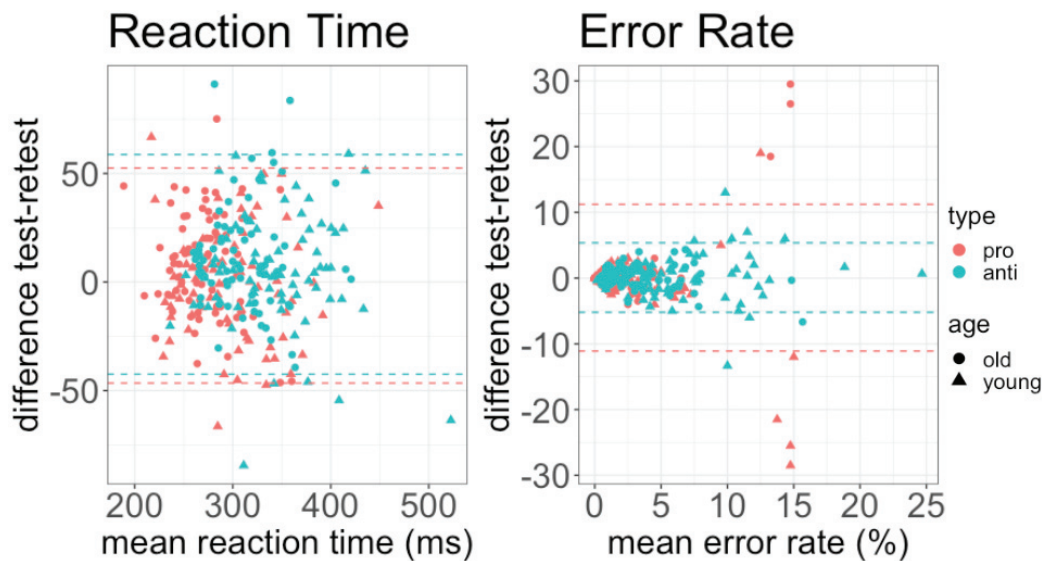 Reaction Time
difference test-retest
50
0
-50
200 300 400 500
mean reaction time (ms)
Error Rate
difference test-retest
30
20
10
0
-10
-20
-30
0 5 10 15 20 25
mean error rate (%)
type
pro
anti
age
old
young